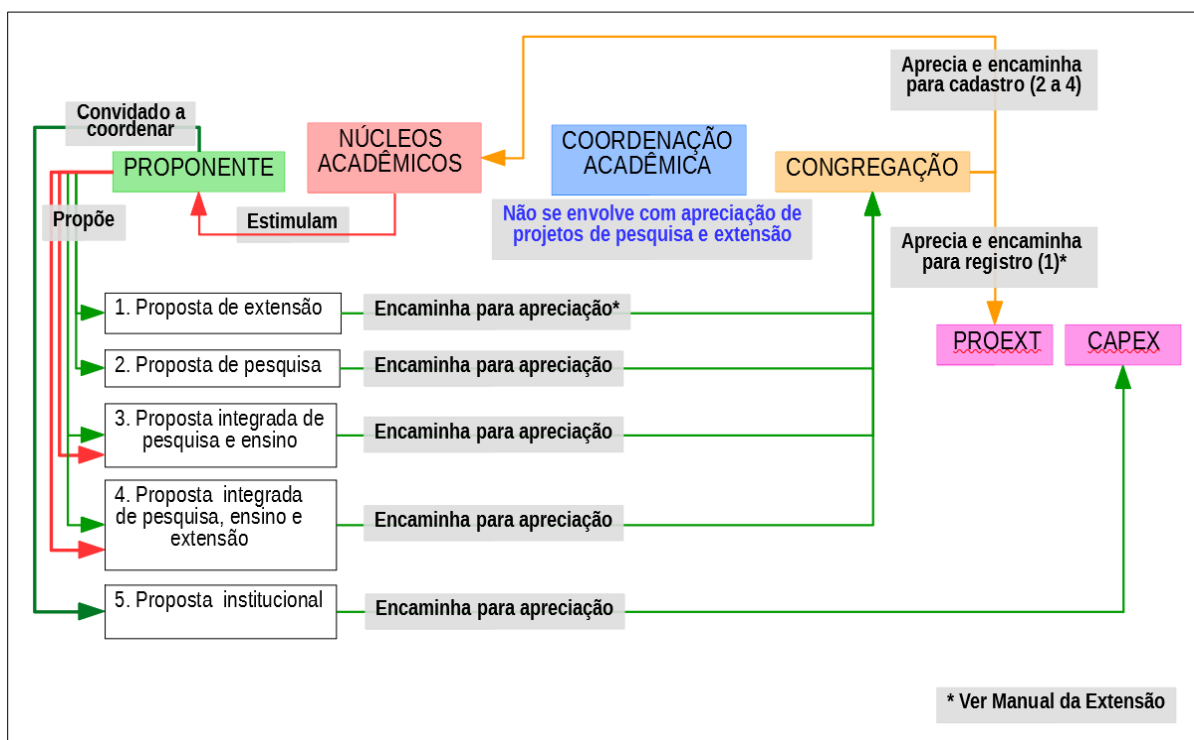 Aprecia e encaminha
para cadastro (2 a 4)
Convidado a
coordenar
PROPONENTE
NÚCLEOS
ACADÊMICOS
COORDENAÇÃO
ACADÊMICA
CONGREGAÇÃO
Propõe
Estimulam
Não se envolve com apreciação de
projetos de pesquisa e extensão
Aprecia e encaminha
para registro (1)*
1. Proposta de extensão
Encaminha para apreciação*
PROEXT
CAPEX
2. Proposta de pesquisa
Encaminha para apreciação
3. Proposta integrada de
pesquisa e ensino
Encaminha para apreciação
4. Proposta integrada
de pesquisa, ensino e
extensão
Encaminha para apreciação
5. Proposta institucional
Encaminha para apreciação
* Ver Manual da Extensão